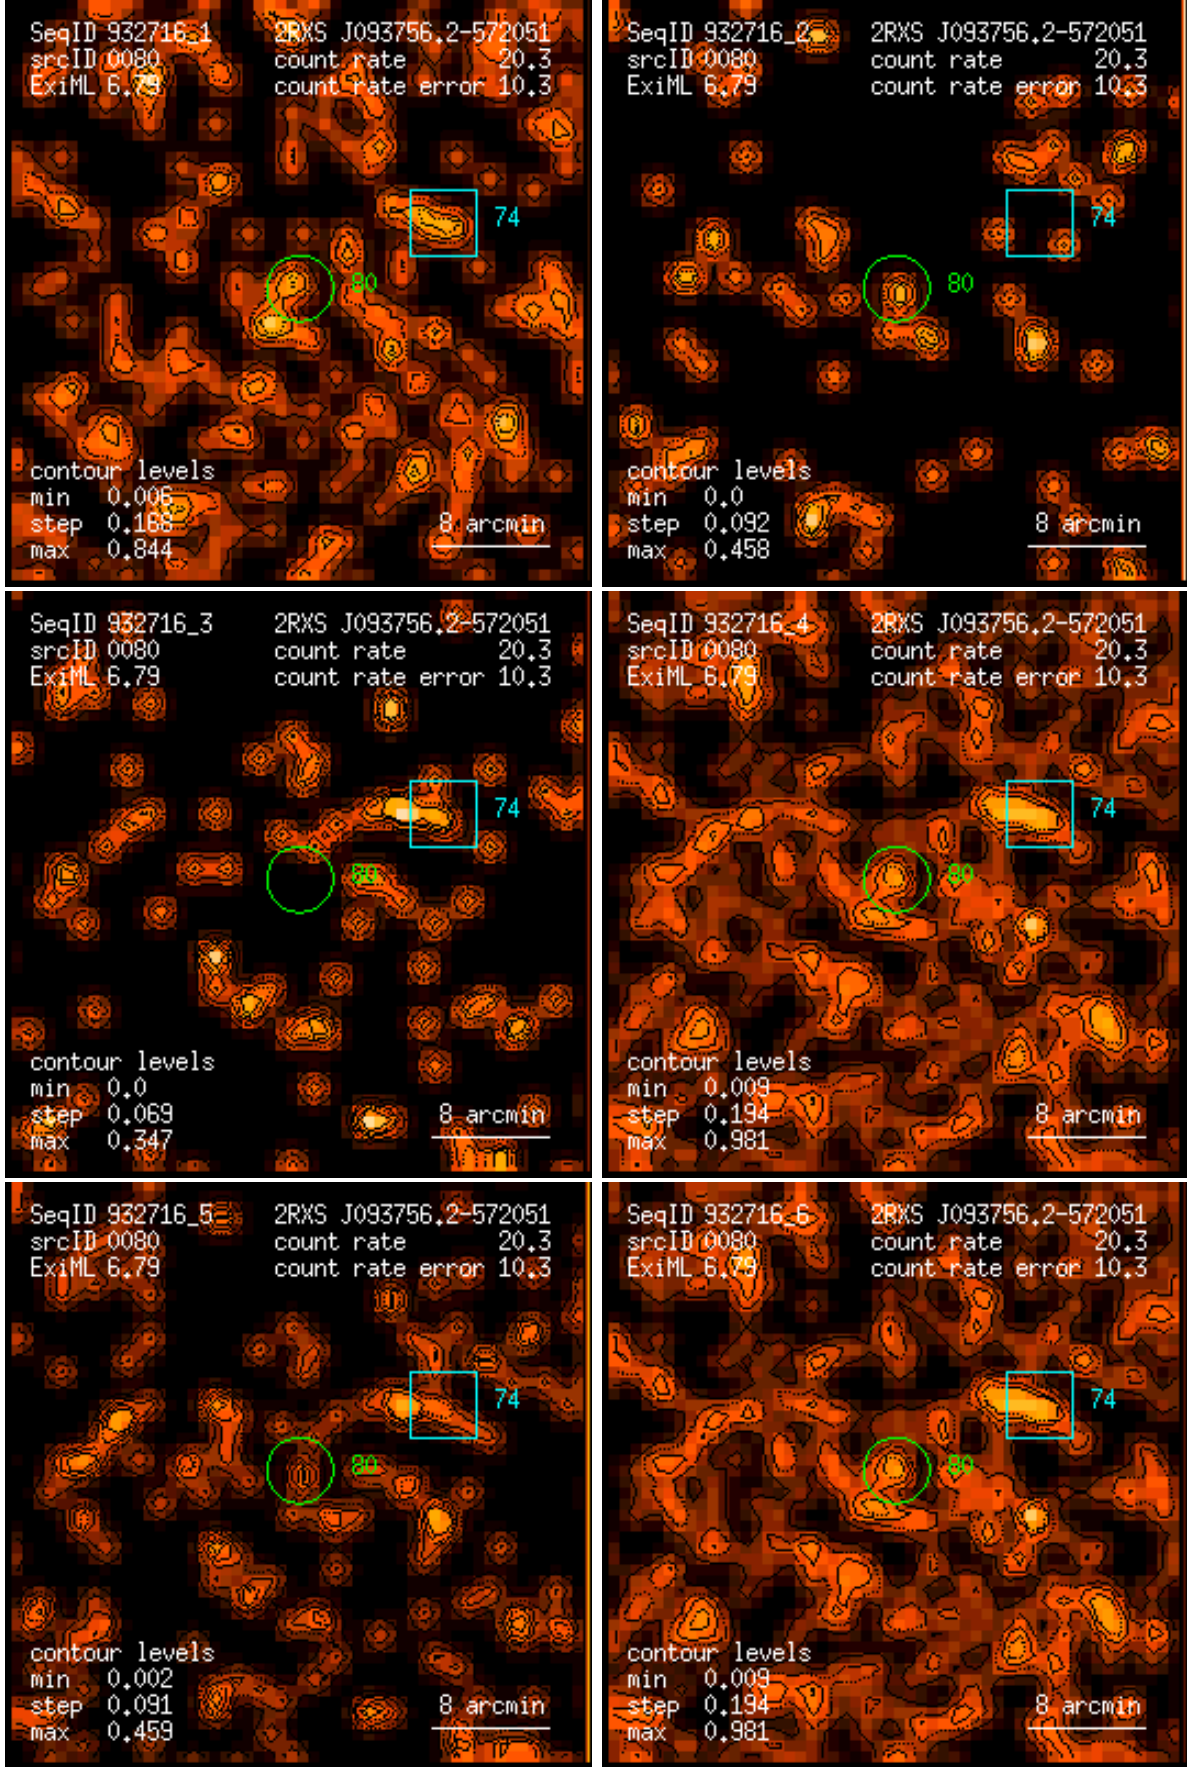 SeqID 932716_1 2RXS J093756.2-572051
srcID 0080 count rate 20.3
ExiML 6.79 count rate error 10.3
74
80
contour levels
min 0.006
step 0.168
max 0.844
8 arcmin
SeqID 932716_2 2RXS J093756.2-572051
srcID 0080 count rate 20.3
ExiML 6.79 count rate error 10.3
74
80
contour levels
min 0.0
step 0.092
max 0.458
8 arcmin
SeqID 932716_3 2RXS J093756.2-572051
srcID 0080 count rate 20.3
ExiML 6.79 count rate error 10.3
74
80
contour levels
min 0.0
step 0.069
max 0.347
8 arcmin
SeqID 932716_4 2RXS J093756.2-572051
srcID 0080 count rate 20.3
ExiML 6.79 count rate error 10.3
74
80
contour levels
min 0.009
step 0.194
max 0.981
8 arcmin
SeqID 932716_5 2RXS J093756.2-572051
srcID 0080 count rate 20.3
ExiML 6.79 count rate error 10.3
74
80
contour levels
min 0.002
step 0.091
max 0.459
8 arcmin
SeqID 932716_6 2RXS J093756.2-572051
srcID 0080 count rate 20.3
ExiML 6.79 count rate error 10.3
74
80
contour levels
min 0.009
step 0.194
max 0.981
8 arcmin